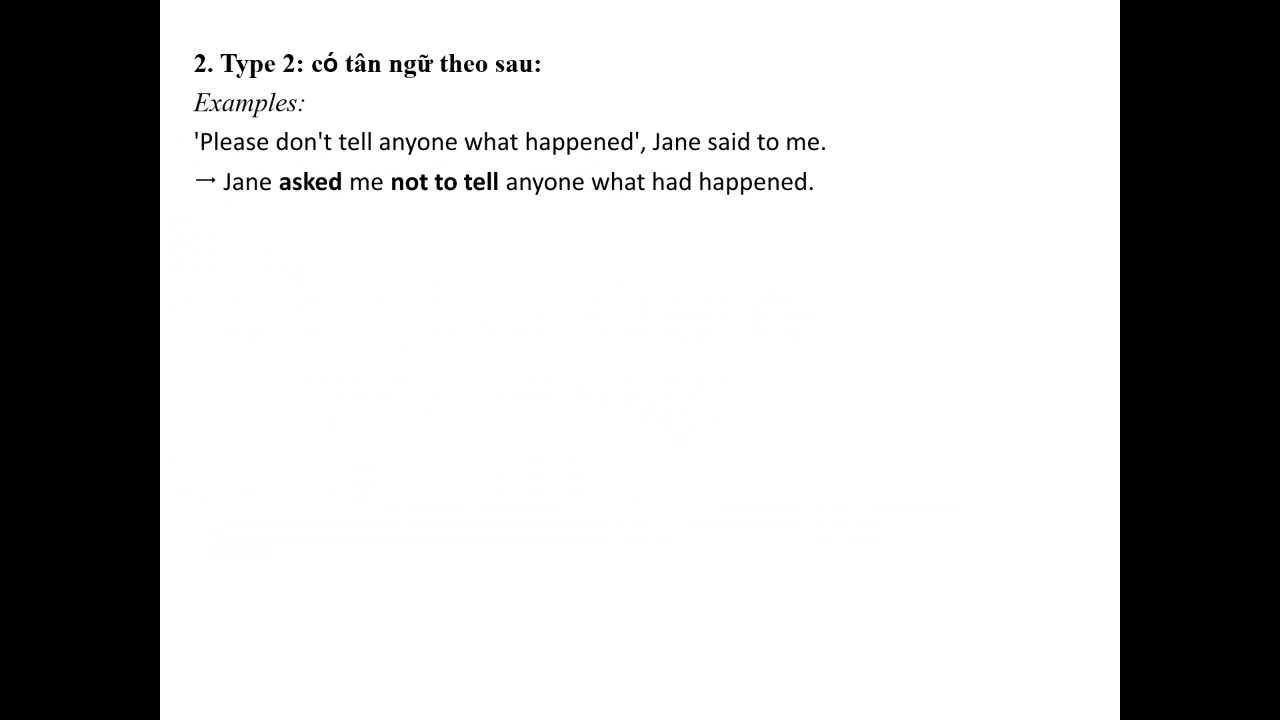 2. Type 2: có tân ngữ theo sau:
Examples:
'Please don't tell anyone what happened', Jane said to me.
→ Jane asked me not to tell anyone what had happened.